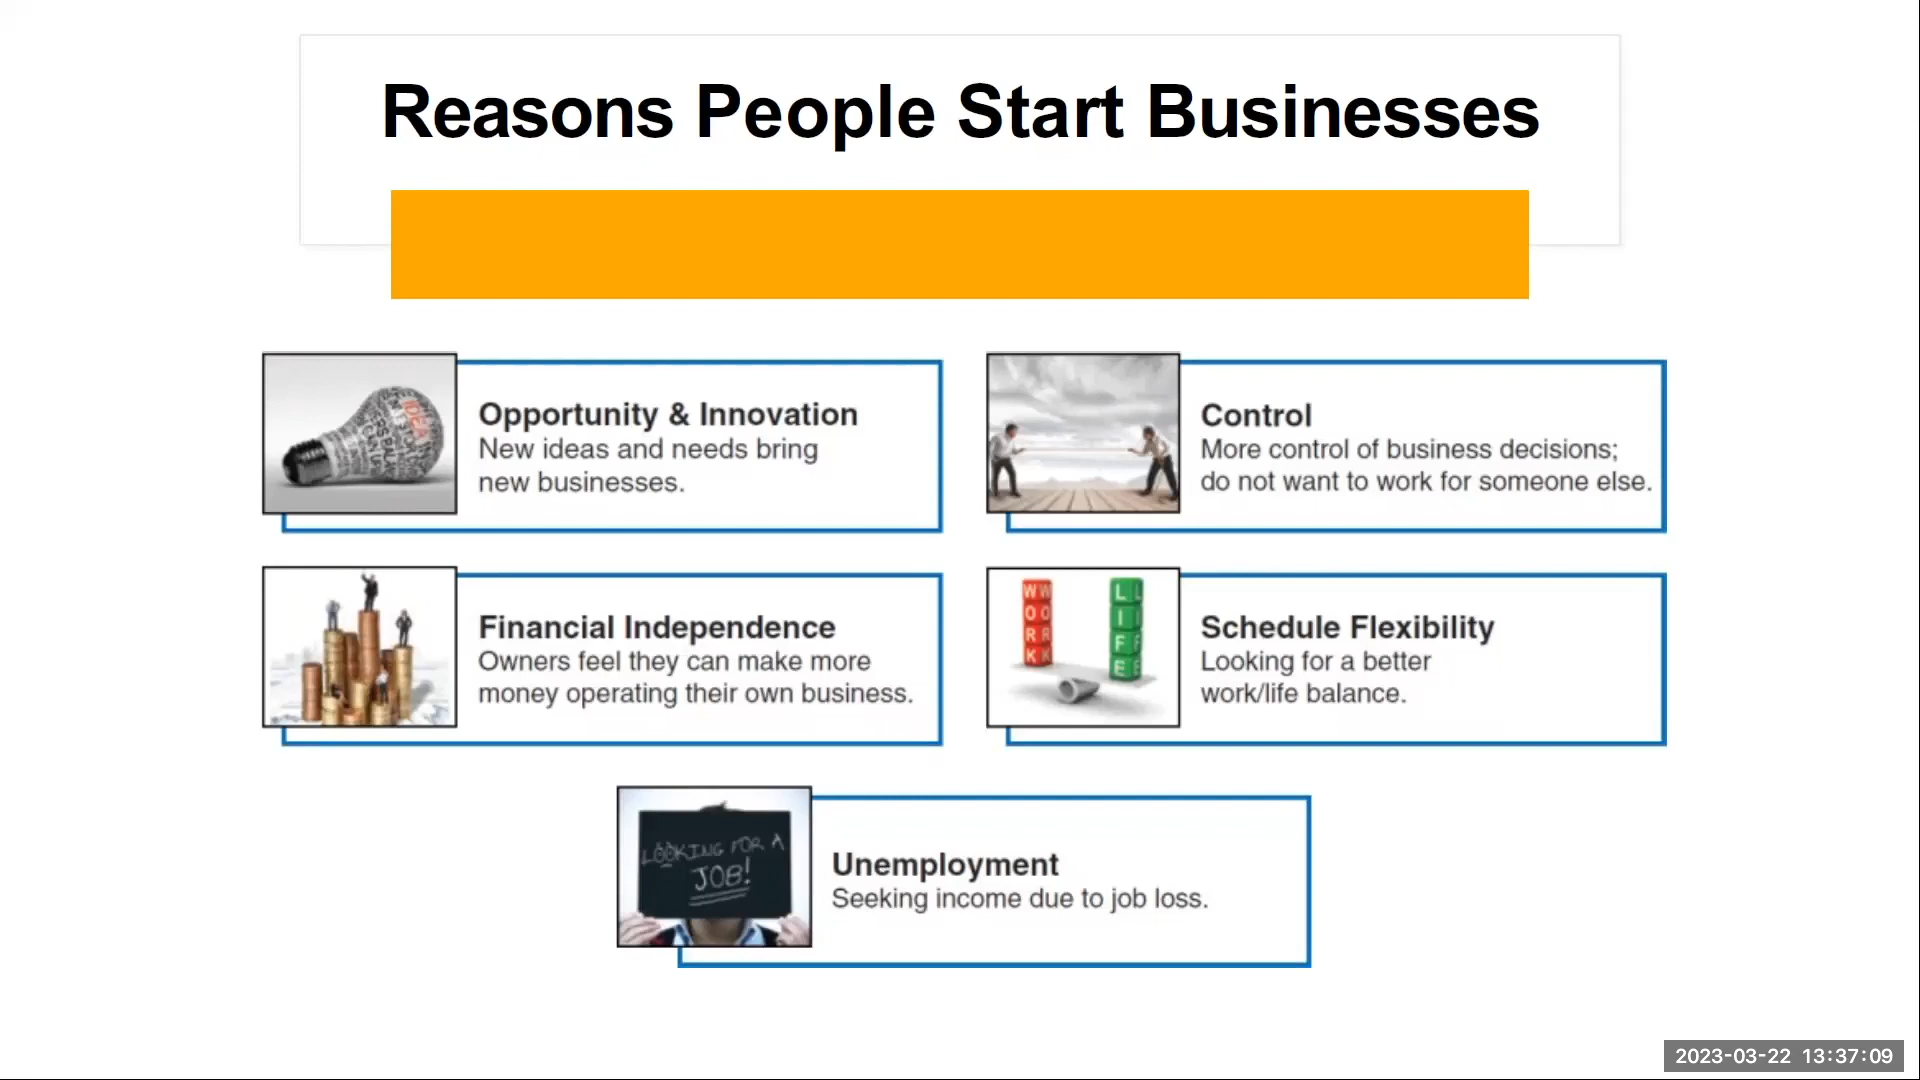 Reasons People Start Businesses
IDEA
Opportunity & Innovation
New ideas and needs bring
new businesses.
Control
More control of business decisions;
do not want to work for someone else.
Financial Independence
Owners feel they can make more
money operating their own business.
WORK
LIFE
Schedule Flexibility
Looking for a better
work/life balance.
LOOKING FOR A
JOB!
Unemployment
Seeking income due to job loss.
2023-03-22 13:37:09